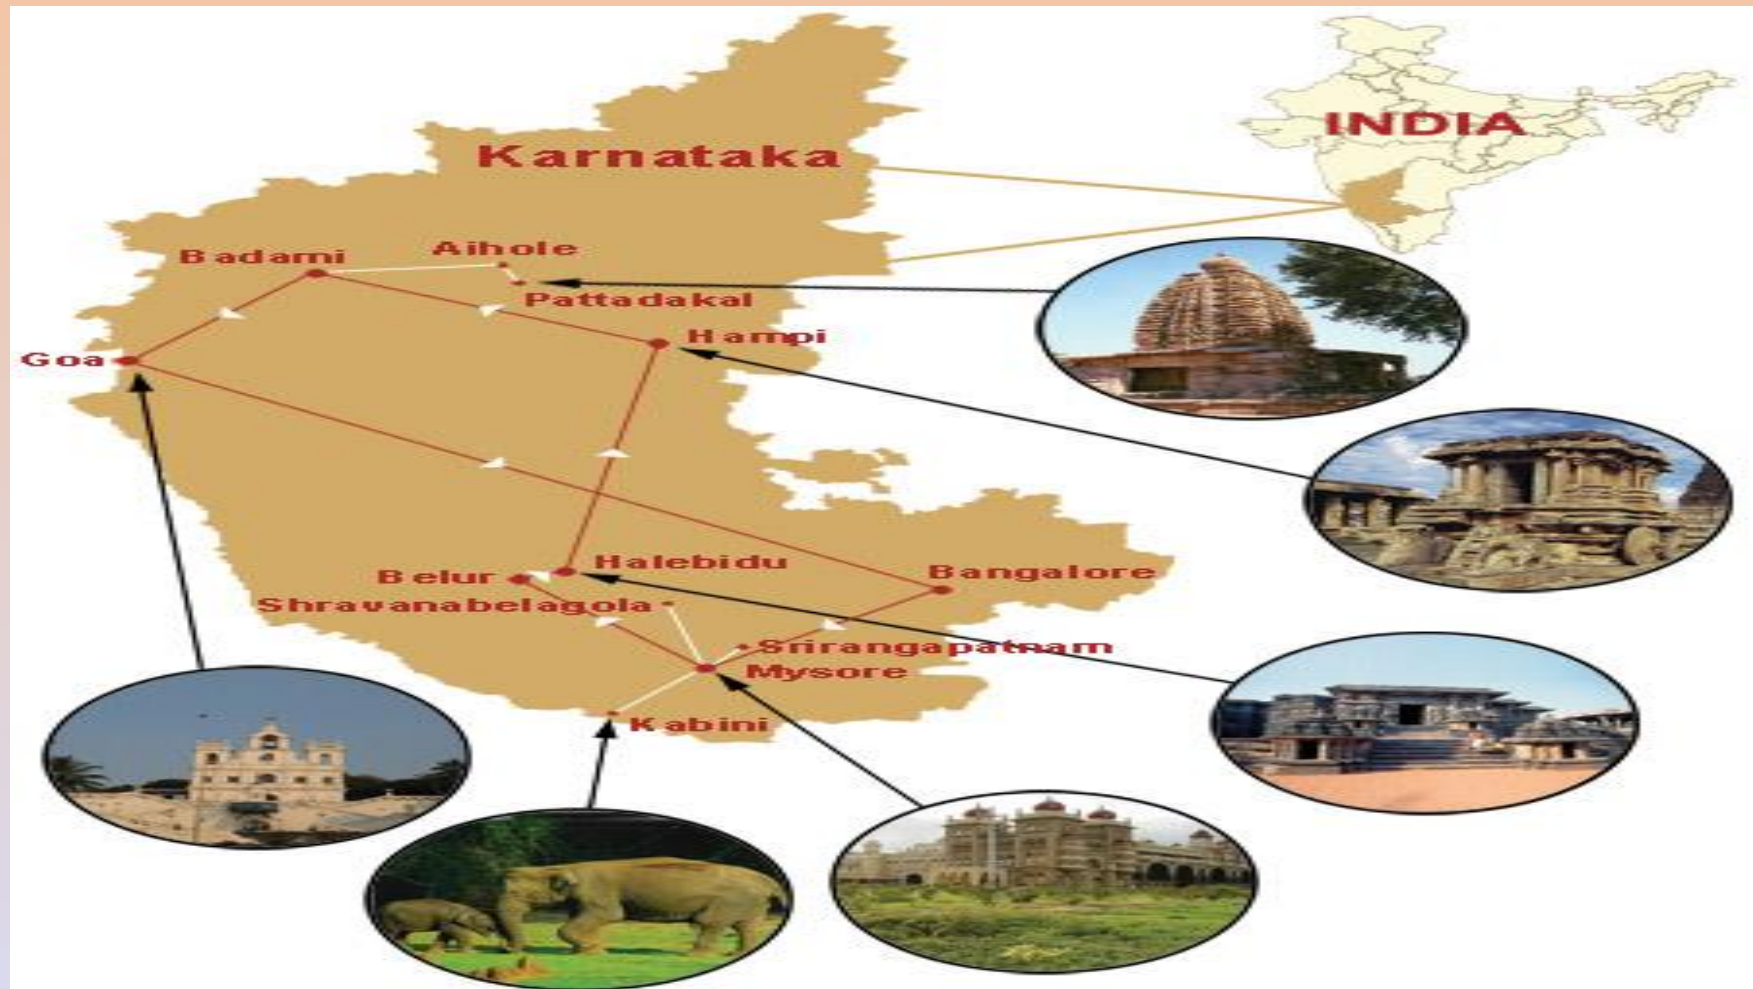 INDIA
Karnataka
Badami
Aihole
Pattadakal
Hampi
Goa
Halebidu
Belur
Bangalore
Shravanabelagola
Srirangapatnam
Mysore
Kabini